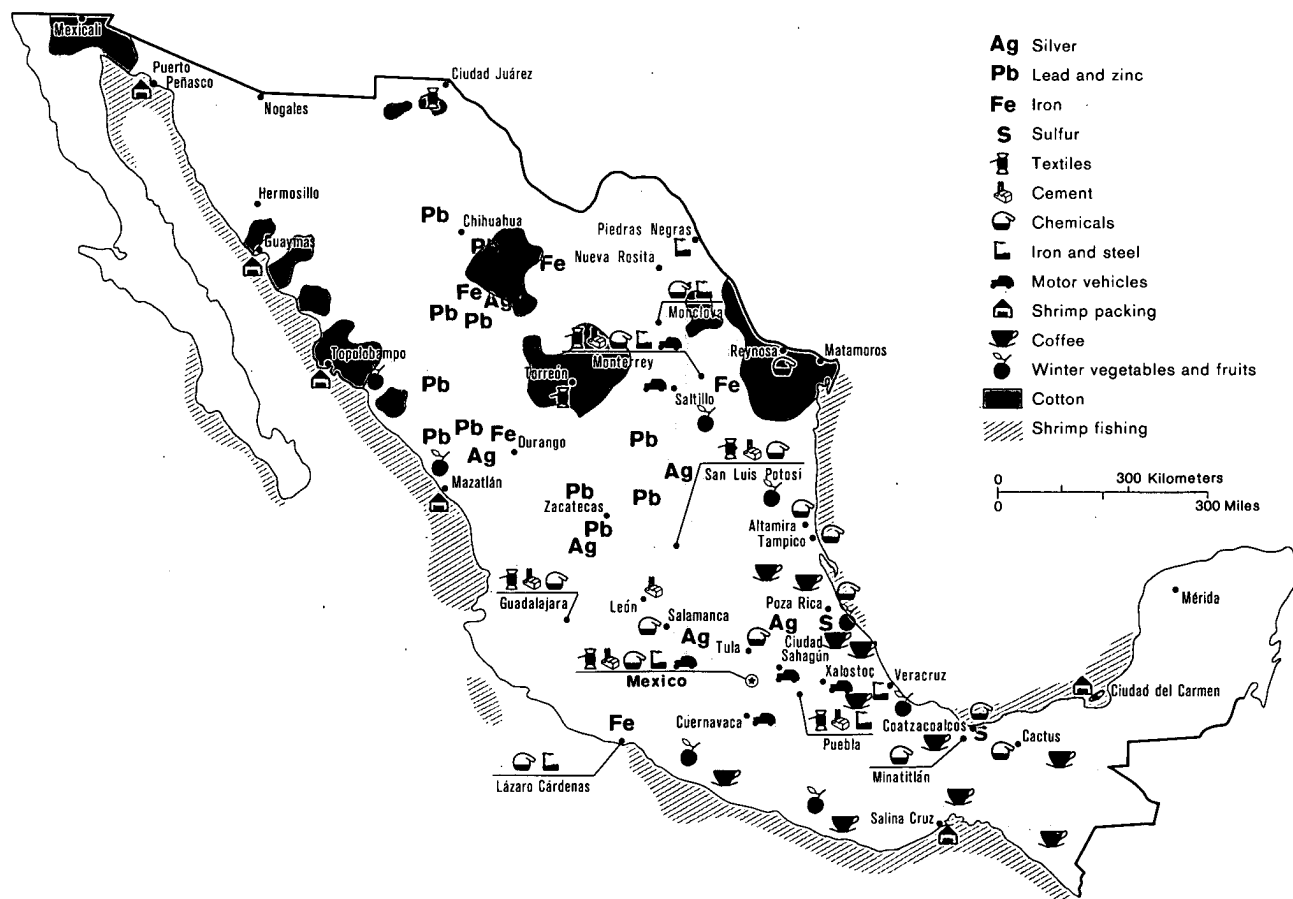 Mexicali
Puerto
Peñasco
Nogales
Ciudad Juárez
Ag Silver
Pb Lead and zinc
Fe Iron
S Sulfur
Textiles
Cement
Chemicals
Iron and steel
Motor vehicles
Shrimp packing
Coffee
Winter vegetables and fruits
Cotton
Shrimp fishing
0 300 Kilometers
0 300 Miles
Hermosillo
Guaymas
Pb
Chihuahua
Pb
Fe
Piedras Negras
Nueva Rosita
Fe
Ag
Pb
Pb
Monclova
Topolobampo
Pb
Torreón
Monterrey
Reynosa
Matamoros
Saltillo
Fe
Pb
Pb
Fe
Durango
Ag
Mazatlán
Pb
Ag
San Luis Potosí
Pb
Zacatecas
Pb
Pb
Ag
Altamira
Tampico
Guadalajara
León
Salamanca
Ag
Poza Rica
Ag
S
Tula
Ciudad
Sahagún
Mexico
Xalostoc
Veracruz
Mérida
Ciudad del Carmen
Fe
Cuernavaca
Puebla
Coatzacoalcos
S
Cactus
Minatitlán
Lázaro Cárdenas
Salina Cruz